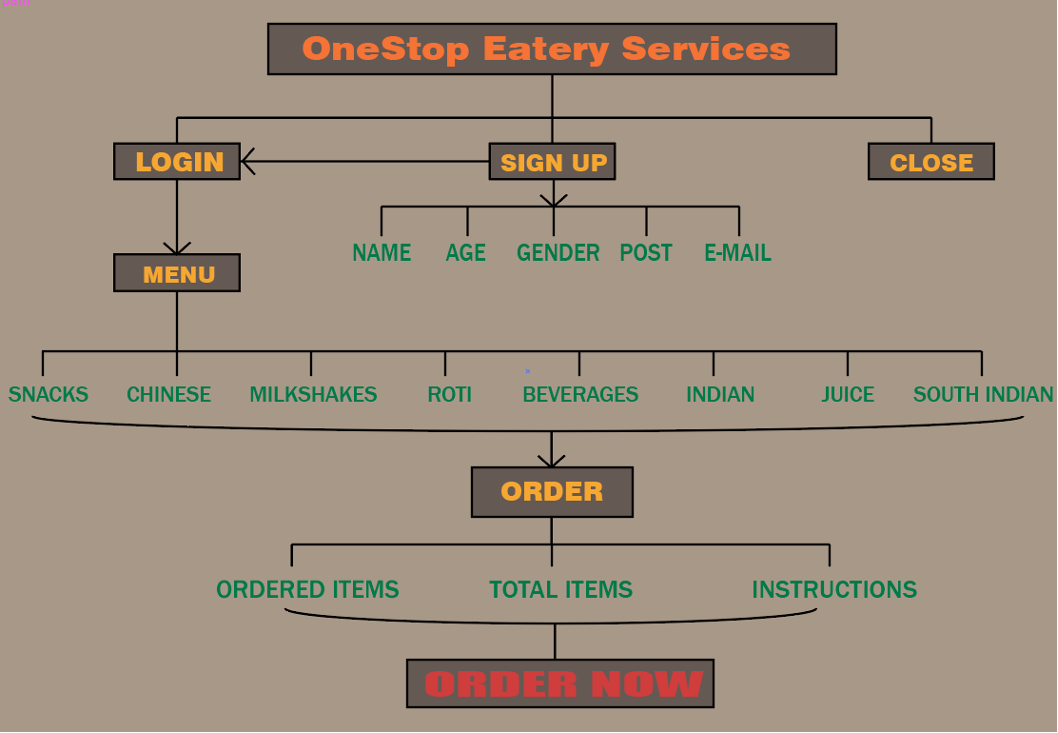 OneStop Eatery Services
LOGIN
SIGN UP
CLOSE
NAME
AGE
GENDER
POST
E-MAIL
MENU
SNACKS
CHINESE
MILKSHAKES
ROTI
BEVERAGES
INDIAN
JUICE
SOUTH INDIAN
ORDER
ORDERED ITEMS
TOTAL ITEMS
INSTRUCTIONS
ORDER NOW